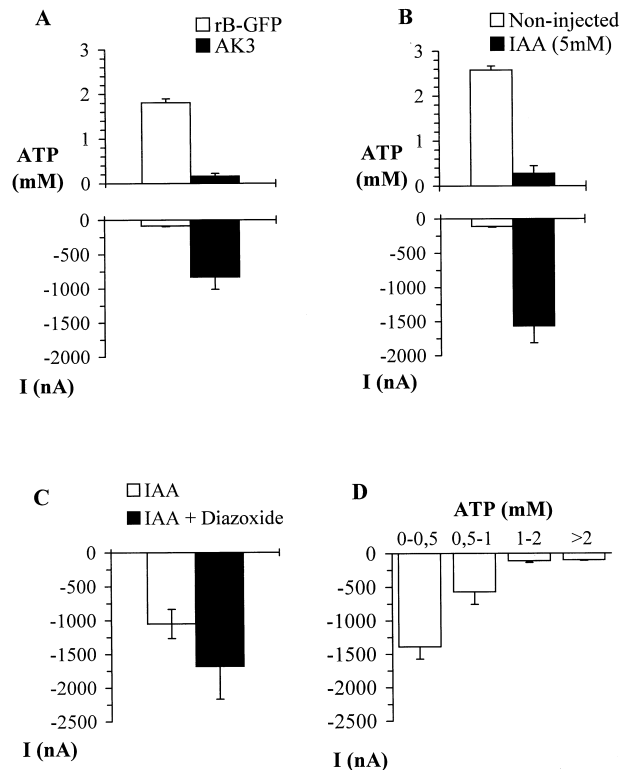 A
rB-GFP
AK3
3
2
1
0
ATP
(mM)
0
-500
-1000
-1500
-2000
I (nA)
B
Non-injected
IAA (5mM)
3
2
1
0
ATP
(mM)
0
-500
-1000
-1500
-2000
I (nA)
C
IAA
IAA + Diazoxide
0
-500
-1000
-1500
-2000
-2500
I (nA)
D
ATP (mM)
0-0,5 0,5-1 1-2 >2
0
-500
-1000
-1500
-2000
-2500
I (nA)